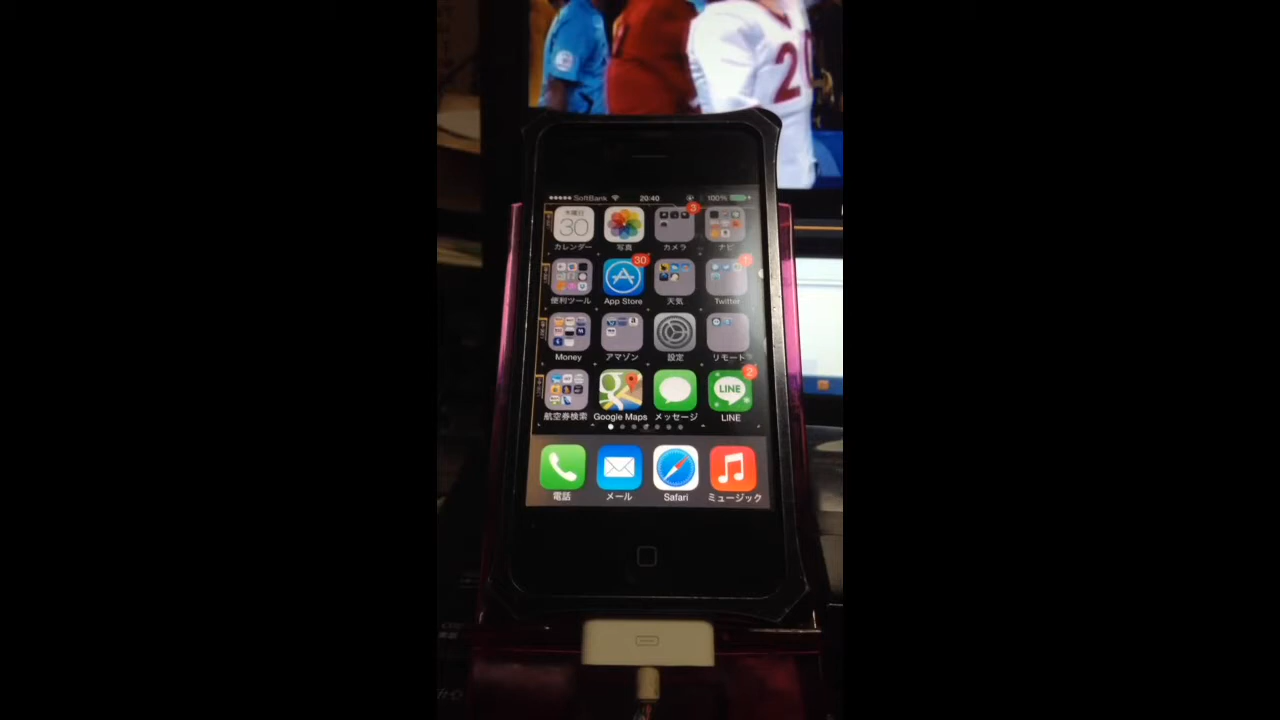 SoftBank 20:40 100%
木曜日
30 3
カレンダー 写真 カメラ ナビ
30
便利ツール App Store 天気 Twitter
Money アマゾン 設定 リモート
2
LINE
航空券検索 Google Maps メッセージ LINE
電話 メール Safari ミュージック